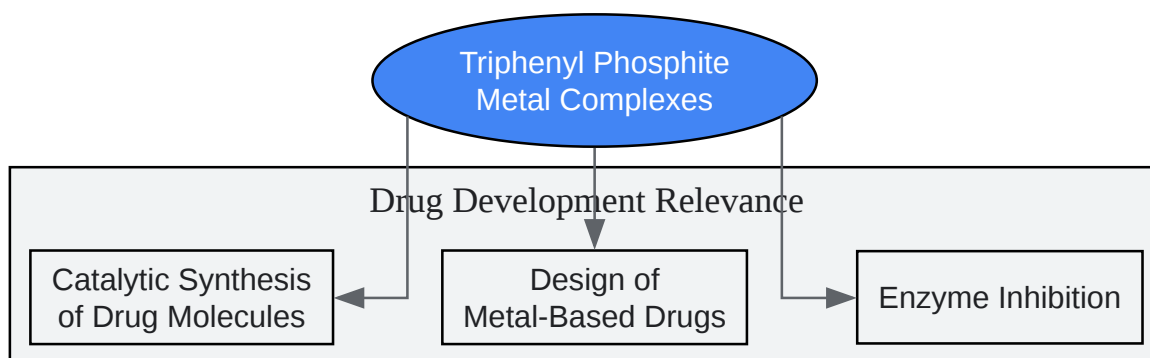 Triphenyl Phosphite
Metal Complexes
Drug Development Relevance
Catalytic Synthesis
of Drug Molecules
Design of
Metal-Based Drugs
Enzyme Inhibition